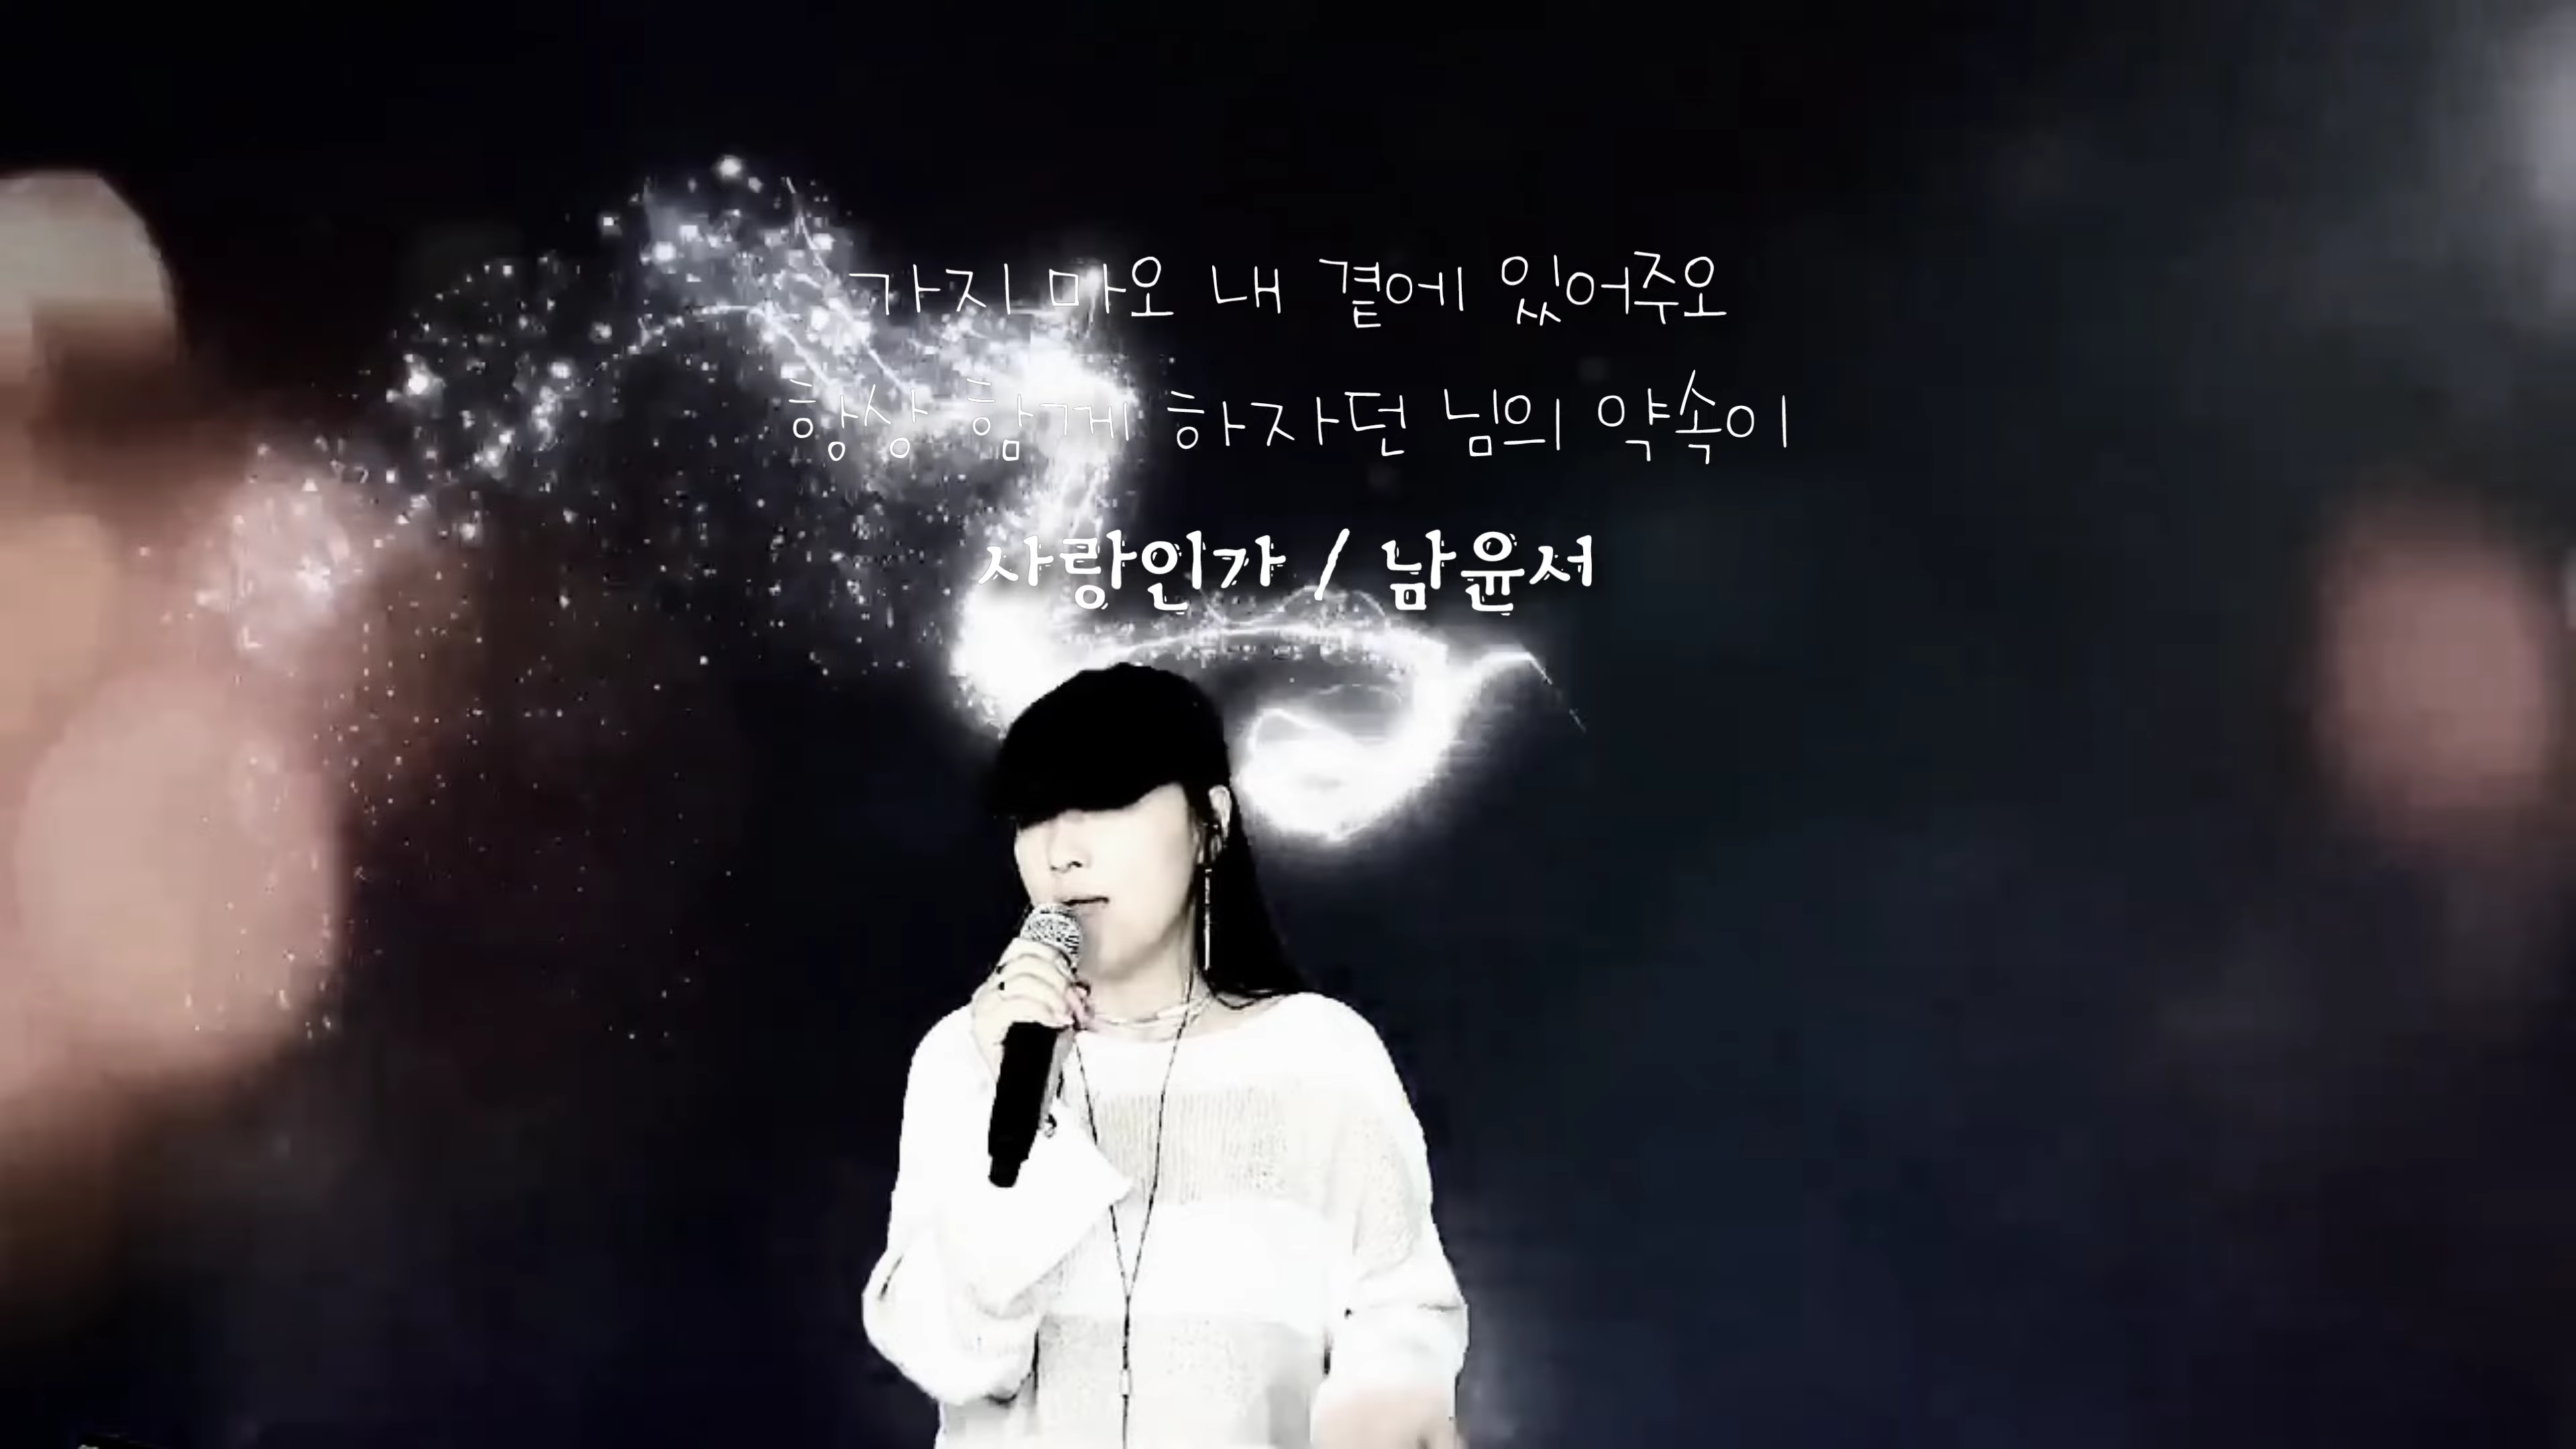 가지 마오 내 곁에 있어주오
항상 함께 하자던 님의 약속이
사랑인가 / 남윤서